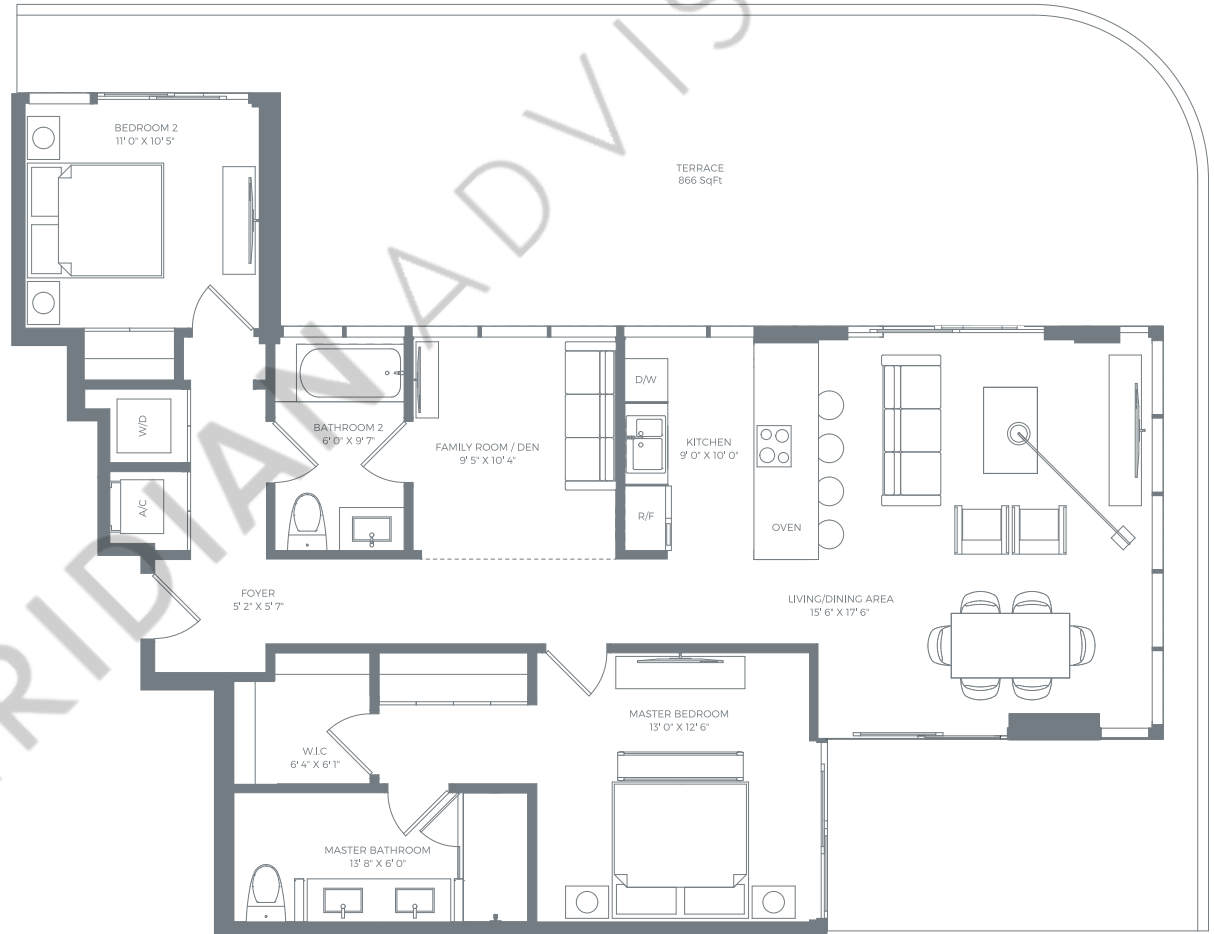 BEDROOM 2
11' 0" X 10' 5"
TERRACE
866 SqFt
W/D
A/C
BATHROOM 2
6' 0" X 9' 7"
FAMILY ROOM / DEN
9' 5" X 10' 4"
D/W
KITCHEN
9' 0" X 10' 0"
R/F
OVEN
FOYER
5' 2" X 5' 7"
LIVING/DINING AREA
15' 6" X 17' 6"
MASTER BEDROOM
13' 0" X 12' 6"
W.I.C
6' 4" X 6' 1"
MASTER BATHROOM
13' 8" X 6' 0"
RIDIAN ADVIS